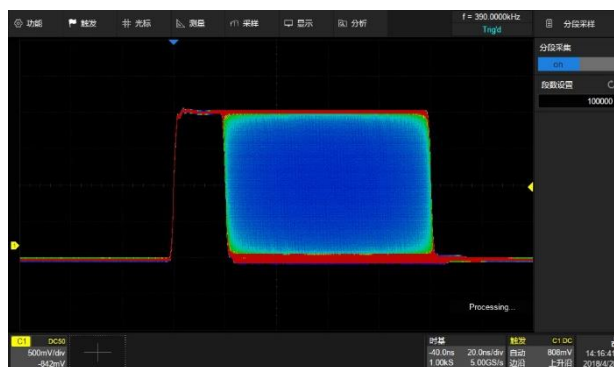 功能 触发 光标 测量 采样 显示 分析 f = 390.0000kHz Trig'd 分段采样
分段采集
on
段数设置
100000
Processing...
C1 DC50
500mV/div
-842mV
时基
-40.0ns 20.0ns/div
1.00kS 5.00GS/s
触发 C1 DC
自动 808mV
边沿 上升沿
14:16:41
2018/4/2